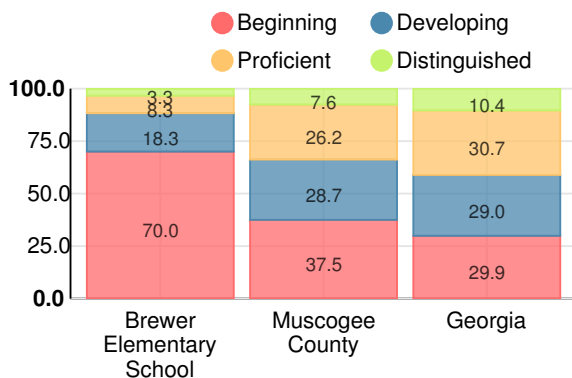 Beginning
Developing
Proficient
Distinguished
100.0
75.0
50.0
25.0
0.0
3.3
8.3
18.3
70.0
7.6
26.2
28.7
37.5
10.4
30.7
29.0
29.9
Brewer
Elementary
School
Muscogee
County
Georgia